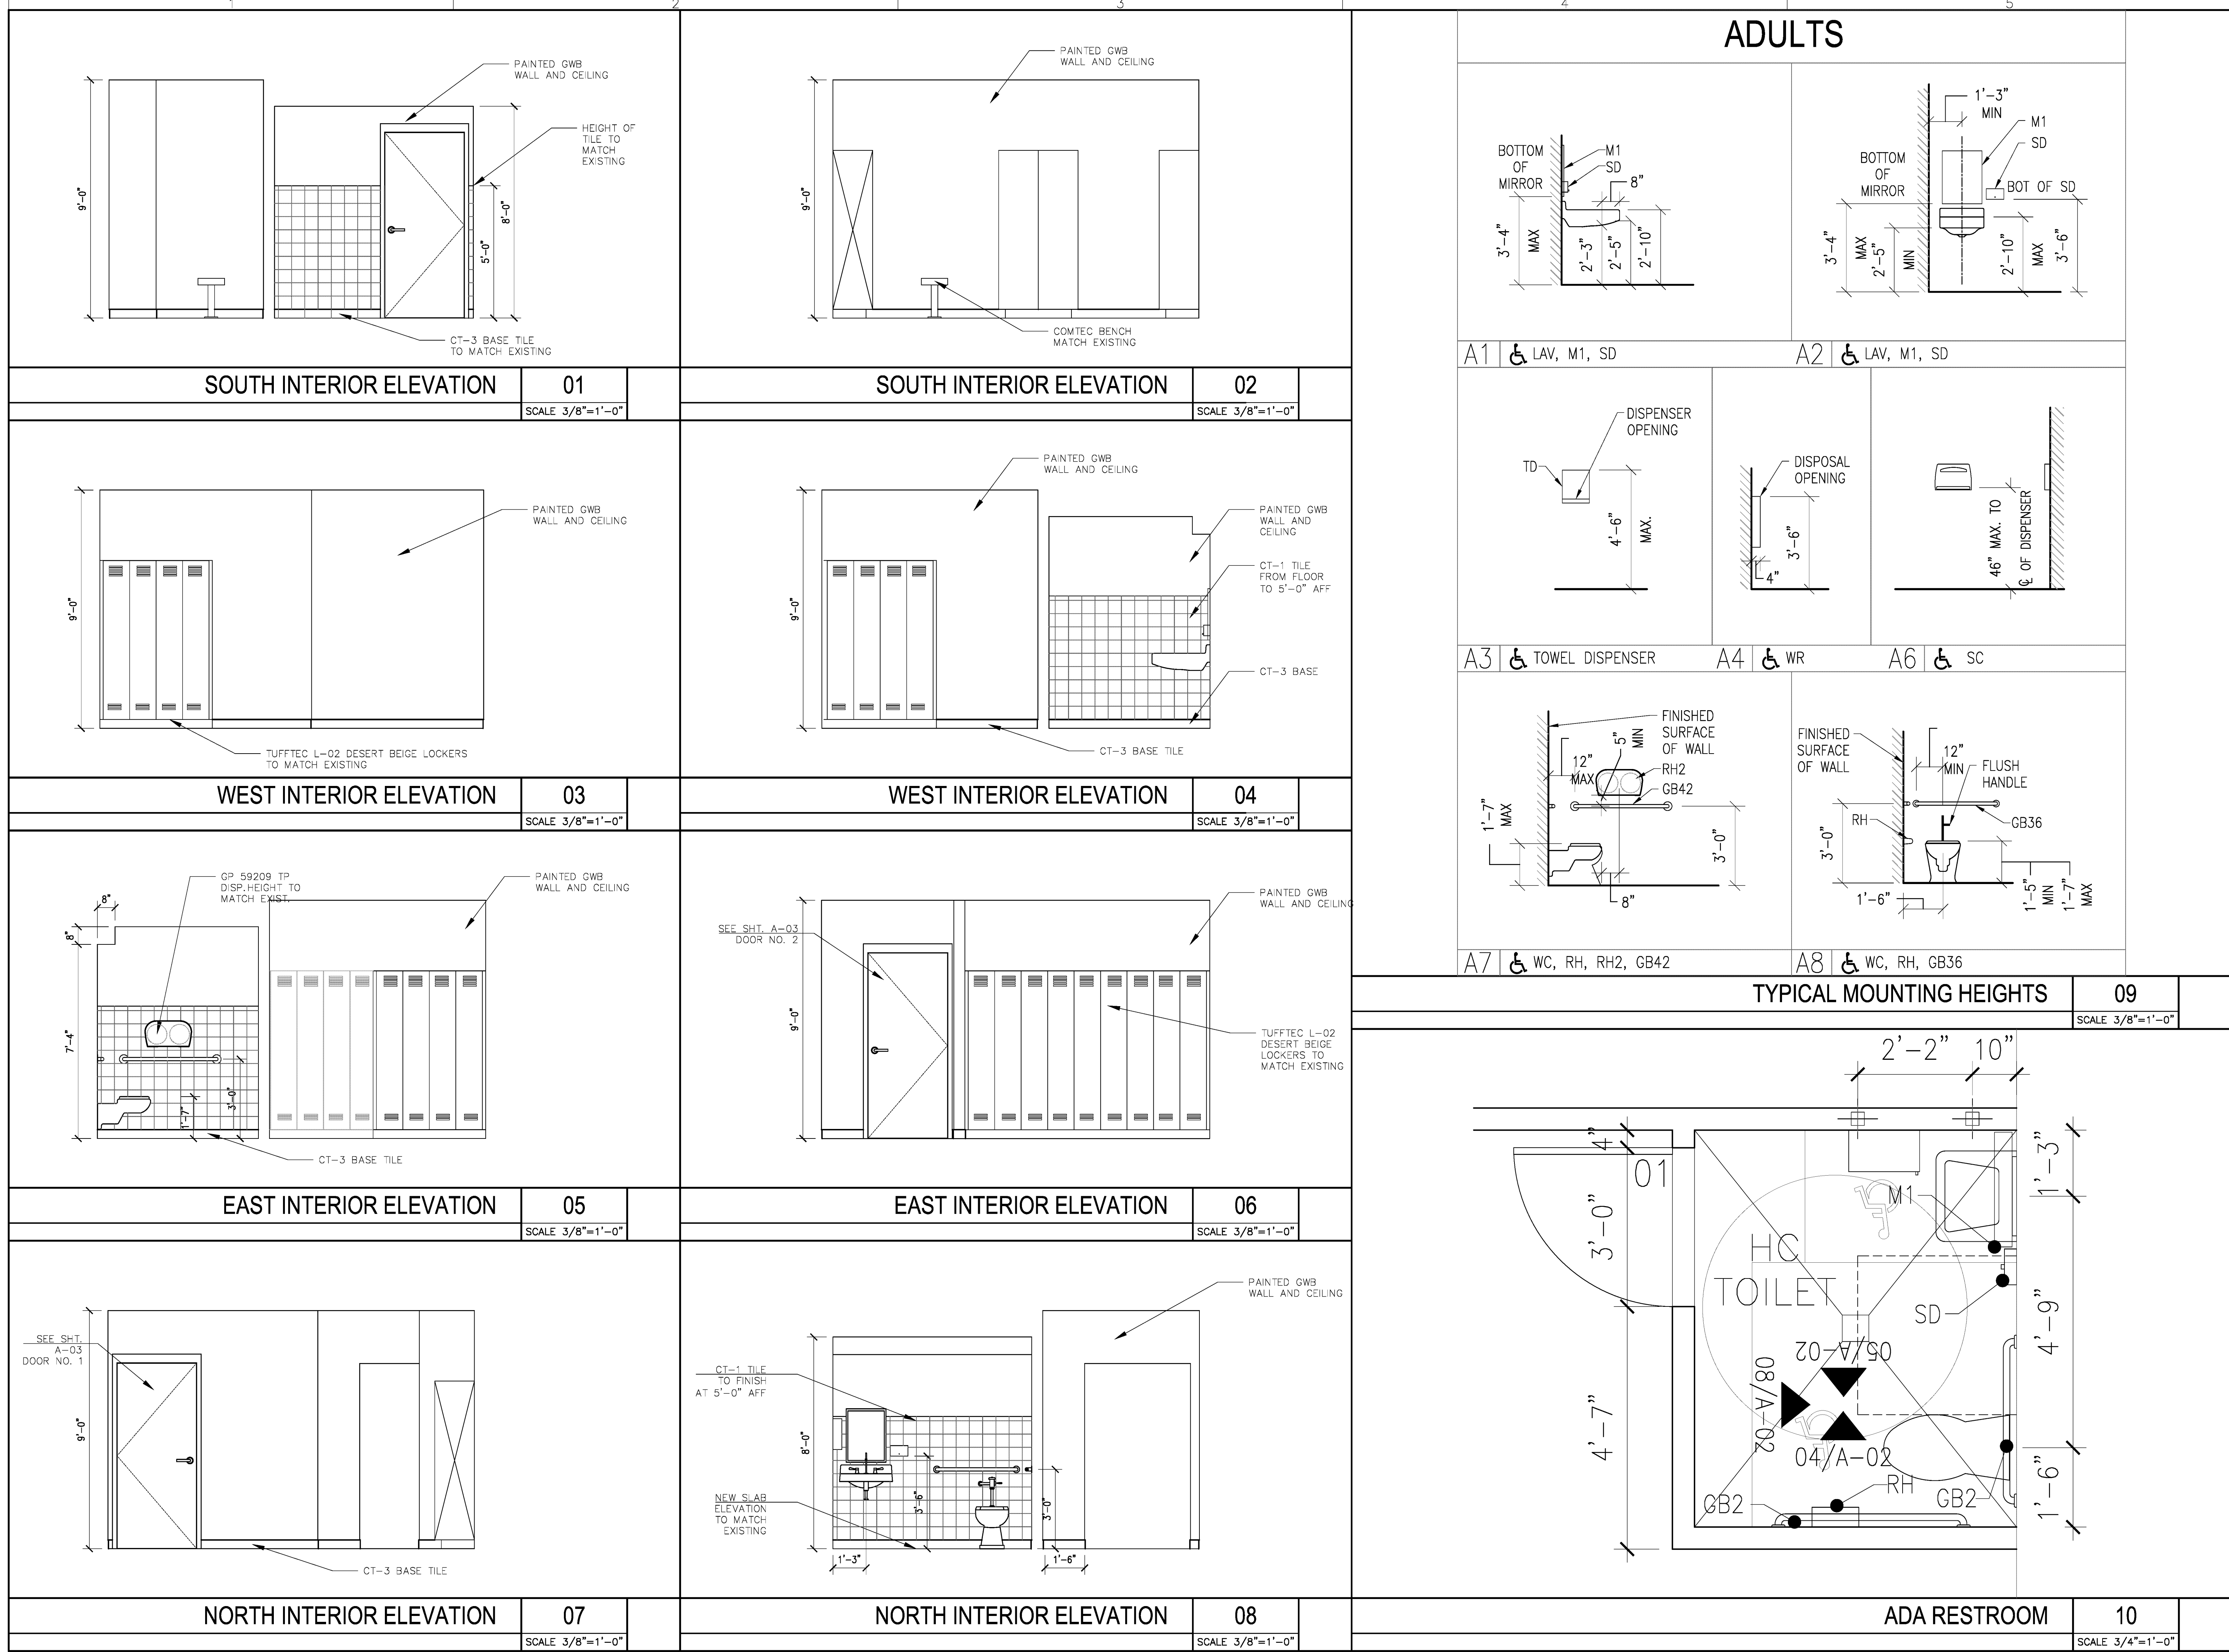 1
2
3
4
5
PAINTED GWB
WALL AND CEILING
HEIGHT OF
TILE TO
MATCH
EXISTING
9'-0"
5'-0"
8'-0"
CT-3 BASE TILE
TO MATCH EXISTING
SOUTH INTERIOR ELEVATION
01
SCALE 3/8"=1'-0"
PAINTED GWB
WALL AND CEILING
9'-0"
COMTEC BENCH
MATCH EXISTING
SOUTH INTERIOR ELEVATION
02
SCALE 3/8"=1'-0"
PAINTED GWB
WALL AND CEILING
9'-0"
TUFFTEC L-02 DESERT BEIGE LOCKERS
TO MATCH EXISTING
WEST INTERIOR ELEVATION
03
SCALE 3/8"=1'-0"
PAINTED GWB
WALL AND CEILING
PAINTED GWB
WALL AND
CEILING
CT-1 TILE
FROM FLOOR
TO 5'-0" AFF
9'-0"
CT-3 BASE
CT-3 BASE TILE
WEST INTERIOR ELEVATION
04
SCALE 3/8"=1'-0"
GP 59209 TP
DISP.HEIGHT TO
MATCH EXIST.
PAINTED GWB
WALL AND CEILING
8"
8"
7'-4"
1'-7"
3'-0"
CT-3 BASE TILE
EAST INTERIOR ELEVATION
05
SCALE 3/8"=1'-0"
PAINTED GWB
WALL AND CEILING
SEE SHT. A-03
DOOR NO. 2
9'-0"
TUFFTEC L-02
DESERT BEIGE
LOCKERS TO
MATCH EXISTING
EAST INTERIOR ELEVATION
06
SCALE 3/8"=1'-0"
SEE SHT.
A-03
DOOR NO. 1
9'-0"
CT-3 BASE TILE
NORTH INTERIOR ELEVATION
07
SCALE 3/8"=1'-0"
PAINTED GWB
WALL AND CEILING
CT-1 TILE
TO FINISH
AT 5'-0" AFF
8'-0"
NEW SLAB
ELEVATION
TO MATCH
EXISTING
3'-6"
3'-0"
1'-3"
1'-6"
NORTH INTERIOR ELEVATION
08
SCALE 3/8"=1'-0"
ADULTS
BOTTOM
OF
MIRROR
M1
SD
8"
3'-4"
MAX
2'-3"
2'-5"
2'-10"
A1
LAV, M1, SD
1'-3"
MIN
M1
SD
BOTTOM
OF
MIRROR
BOT OF SD
3'-4"
MAX
2'-5"
MIN
2'-10"
MAX
3'-6"
A2
LAV, M1, SD
DISPENSER
OPENING
TD
4'-6"
MAX.
A3
TOWEL DISPENSER
DISPOSAL
OPENING
3'-6"
4"
A4
WR
46" MAX. TO
℄ OF DISPENSER
A6
SC
FINISHED
SURFACE
OF WALL
5"
MIN
12"
MAX
RH2
GB42
1'-7"
MAX
3'-0"
8"
A7
WC, RH, RH2, GB42
FINISHED
SURFACE
OF WALL
12"
MIN
FLUSH
HANDLE
RH
GB36
3'-0"
1'-6"
1'-5"
MIN
1'-7"
MAX
A8
WC, RH, GB36
TYPICAL MOUNTING HEIGHTS
09
SCALE 3/8"=1'-0"
2'-2"
10"
4"
01
1'-3"
M1
3'-0"
HC
TOILET
SD
4'-9"
05/A-02
08/A-02
04/A-02
4'-7"
RH
GB2
GB2
1'-6"
ADA RESTROOM
10
SCALE 3/4"=1'-0"